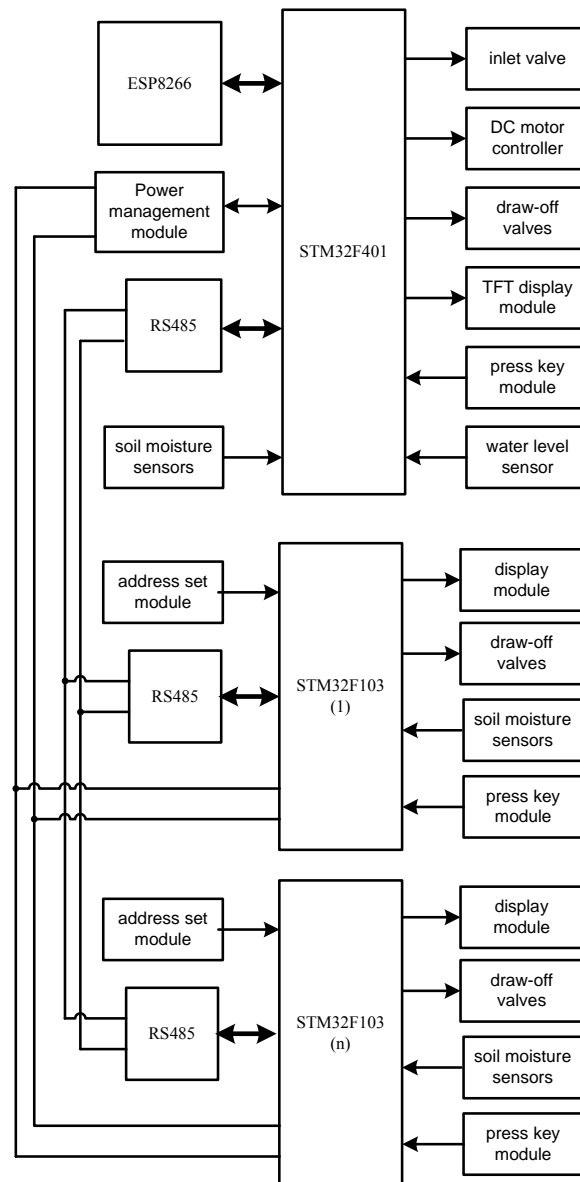 ESP8266
Power
management
module
RS485
soil moisture
sensors
STM32F401
inlet valve
DC motor
controller
draw-off
valves
TFT display
module
press key
module
water level
sensor
address set
module
RS485
STM32F103
(1)
display
module
draw-off
valves
soil moisture
sensors
press key
module
address set
module
RS485
STM32F103
(n)
display
module
draw-off
valves
soil moisture
sensors
press key
module